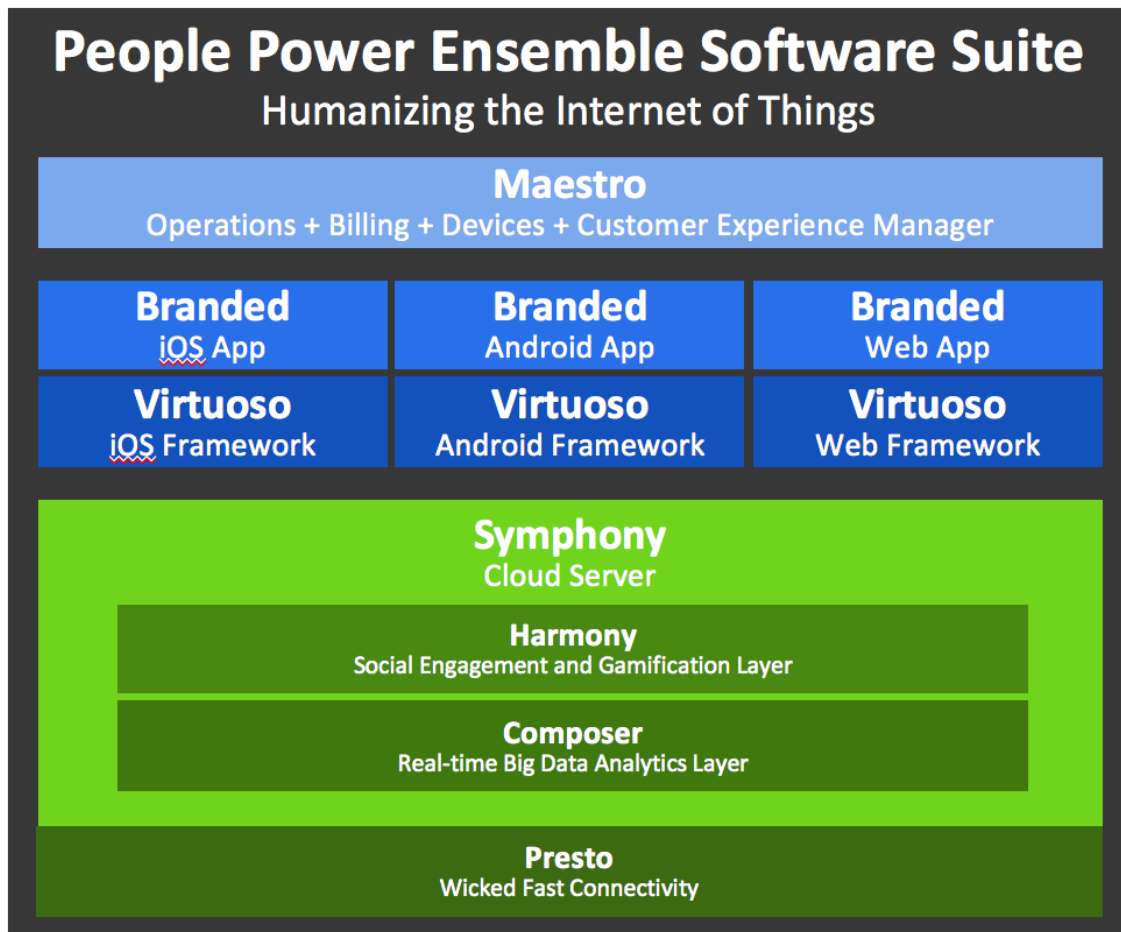 People Power Ensemble Software Suite
Humanizing the Internet of Things
Maestro
Operations + Billing + Devices + Customer Experience Manager
Branded
iOS App
Branded
Android App
Branded
Web App
Virtuoso
iOS Framework
Virtuoso
Android Framework
Virtuoso
Web Framework
Symphony
Cloud Server
Harmony
Social Engagement and Gamification Layer
Composer
Real-time Big Data Analytics Layer
Presto
Wicked Fast Connectivity